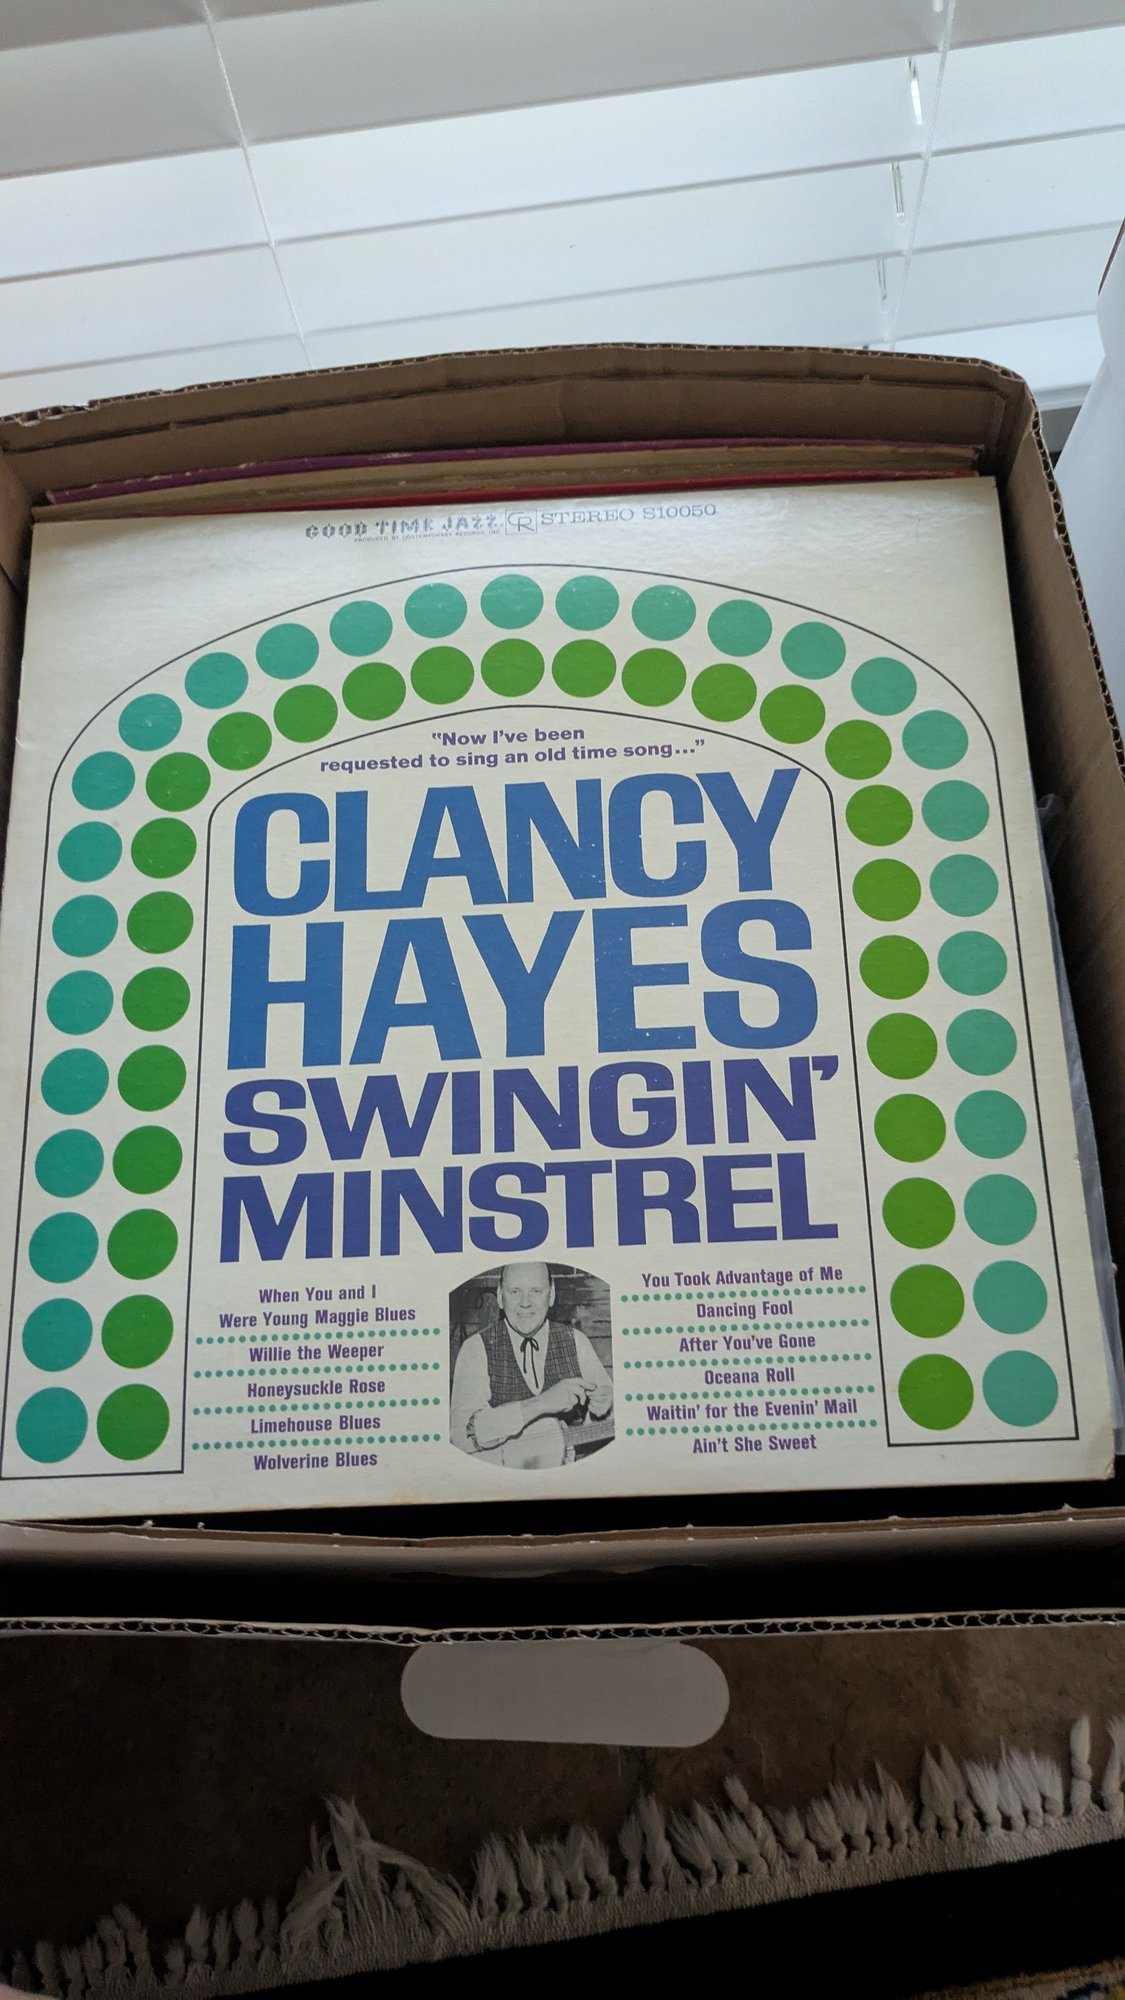 GOOD TIME JAZZ. CR STEREO S10050
PRODUCED BY CONTEMPORARY RECORDS, INC.
"Now I've been
requested to sing an old time song..."
CLANCY
HAYES
SWINGIN'
MINSTREL
When You and I
Were Young Maggie Blues
Willie the Weeper
Honeysuckle Rose
Limehouse Blues
Wolverine Blues
You Took Advantage of Me
Dancing Fool
After You've Gone
Oceana Roll
Waitin' for the Evenin' Mail
Ain't She Sweet